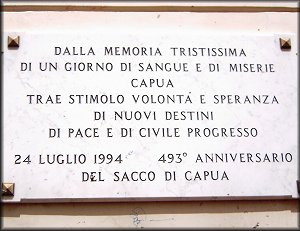 DALLA MEMORIA TRISTISSIMA
DI UN GIORNO DI SANGUE E DI MISERIE
CAPUA
TRAE STIMOLO VOLONTÀ E SPERANZA
DI NUOVI DESTINI
DI PACE E DI CIVILE PROGRESSO
24 LUGLIO 1994 493° ANNIVERSARIO
DEL SACCO DI CAPUA